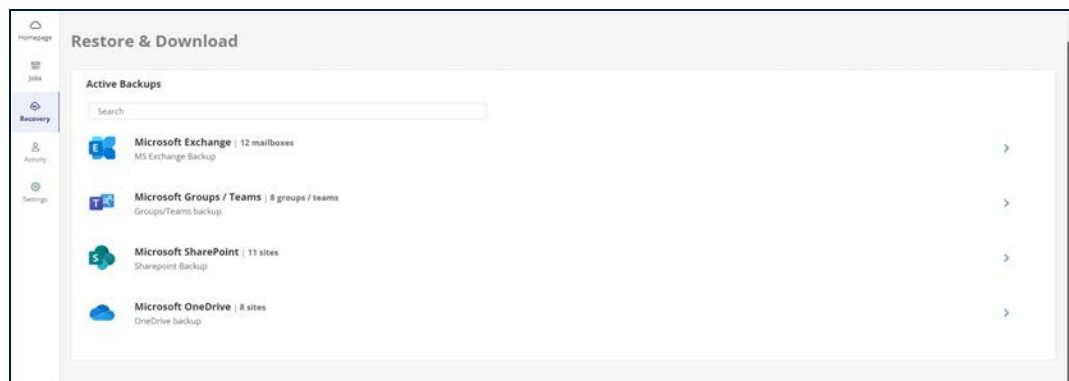 Homepage
Jobs
Recovery
Activity
Settings
Restore & Download
Active Backups
Search
Microsoft Exchange | 12 mailboxes
MS Exchange Backup
Microsoft Groups / Teams | 8 groups / teams
Groups/Teams backup
Microsoft SharePoint | 11 sites
Sharepoint Backup
Microsoft OneDrive | 8 sites
OneDrive backup